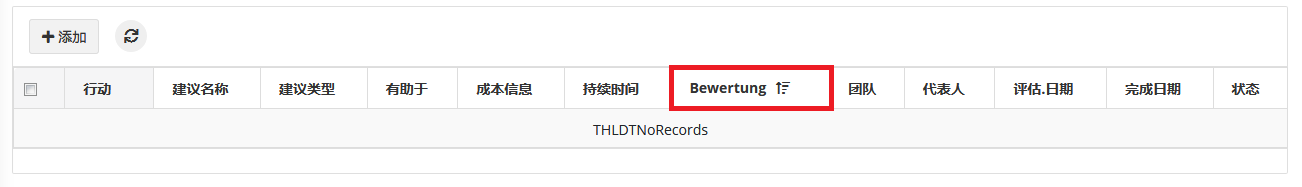 添加
行动 建议名称 建议类型 有助于 成本信息 持续时间 Bewertung 团队 代表人 评估.日期 完成日期 状态
THLDTNoRecords